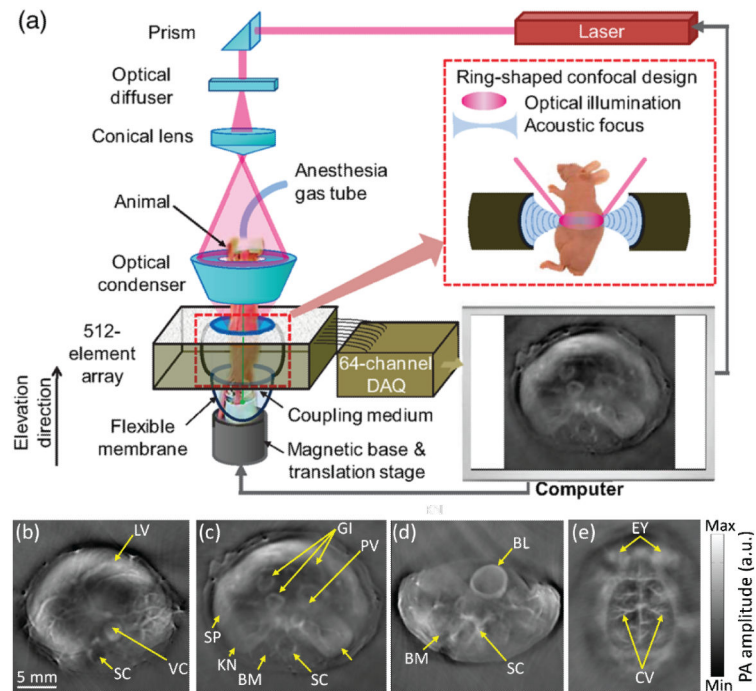 (a)
Prism
Laser
Optical
diffuser
Conical lens
Anesthesia
gas tube
Animal
Optical
condenser
512-
element
array
64-channel
DAQ
Flexible
membrane
Coupling medium
Magnetic base &
translation stage
Elevation
direction
Ring-shaped confocal design
Optical illumination
Acoustic focus
Computer
(b)
LV
SC
VC
5 mm
(c)
GI
PV
SP
KN
BM
SC
(d)
BL
BM
SC
(e)
EY
CV
Max
PA amplitude (a.u.)
Min